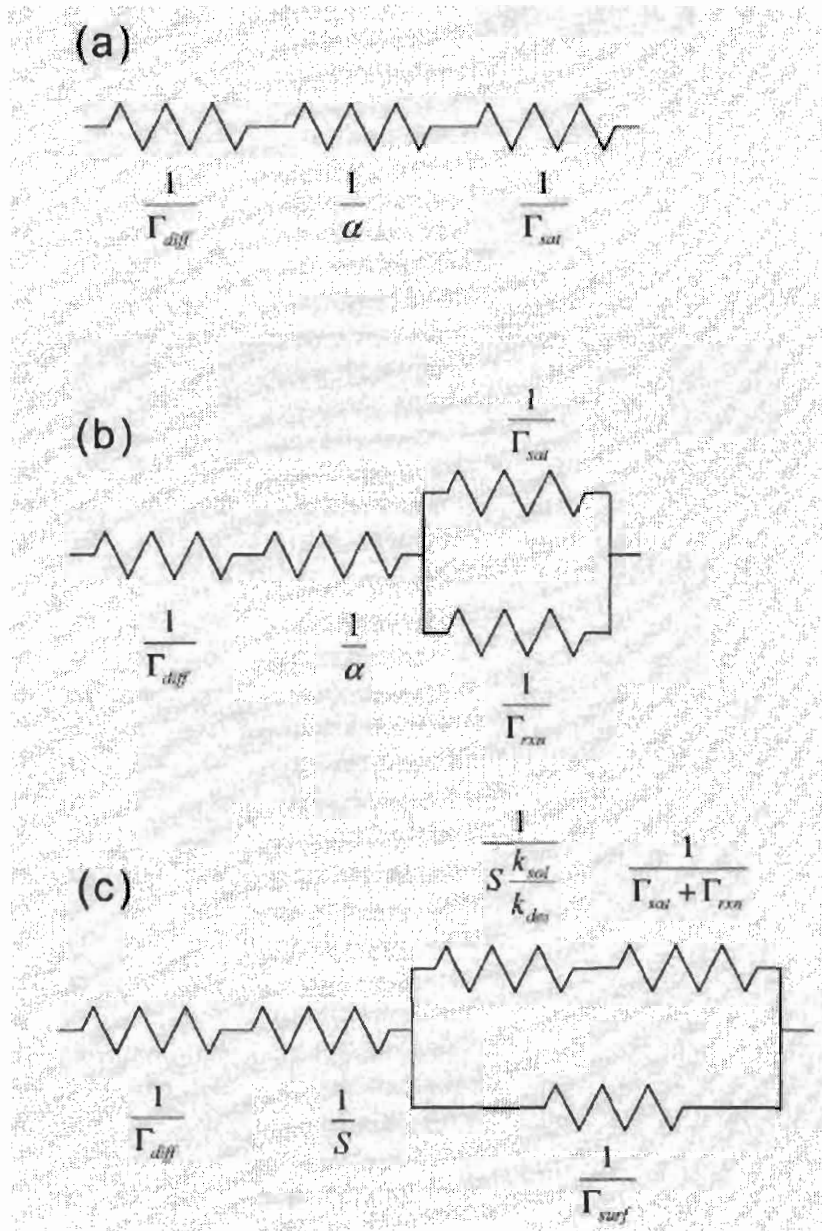 (a)
1/Γdiff 1/α 1/Γsat
(b)
1/Γsat
1/Γdiff 1/α
1/Γrxn
(c)
1/(S ksol/kdes) 1/(Γsat + Γrxn)
1/Γdiff 1/S
1/Γsurf